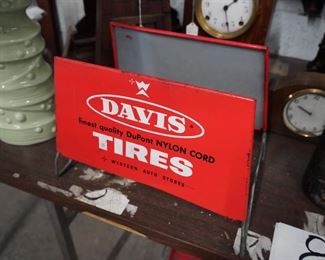 W
DAVIS
finest quality DuPont NYLON CORD
TIRES
WESTERN AUTO STORES